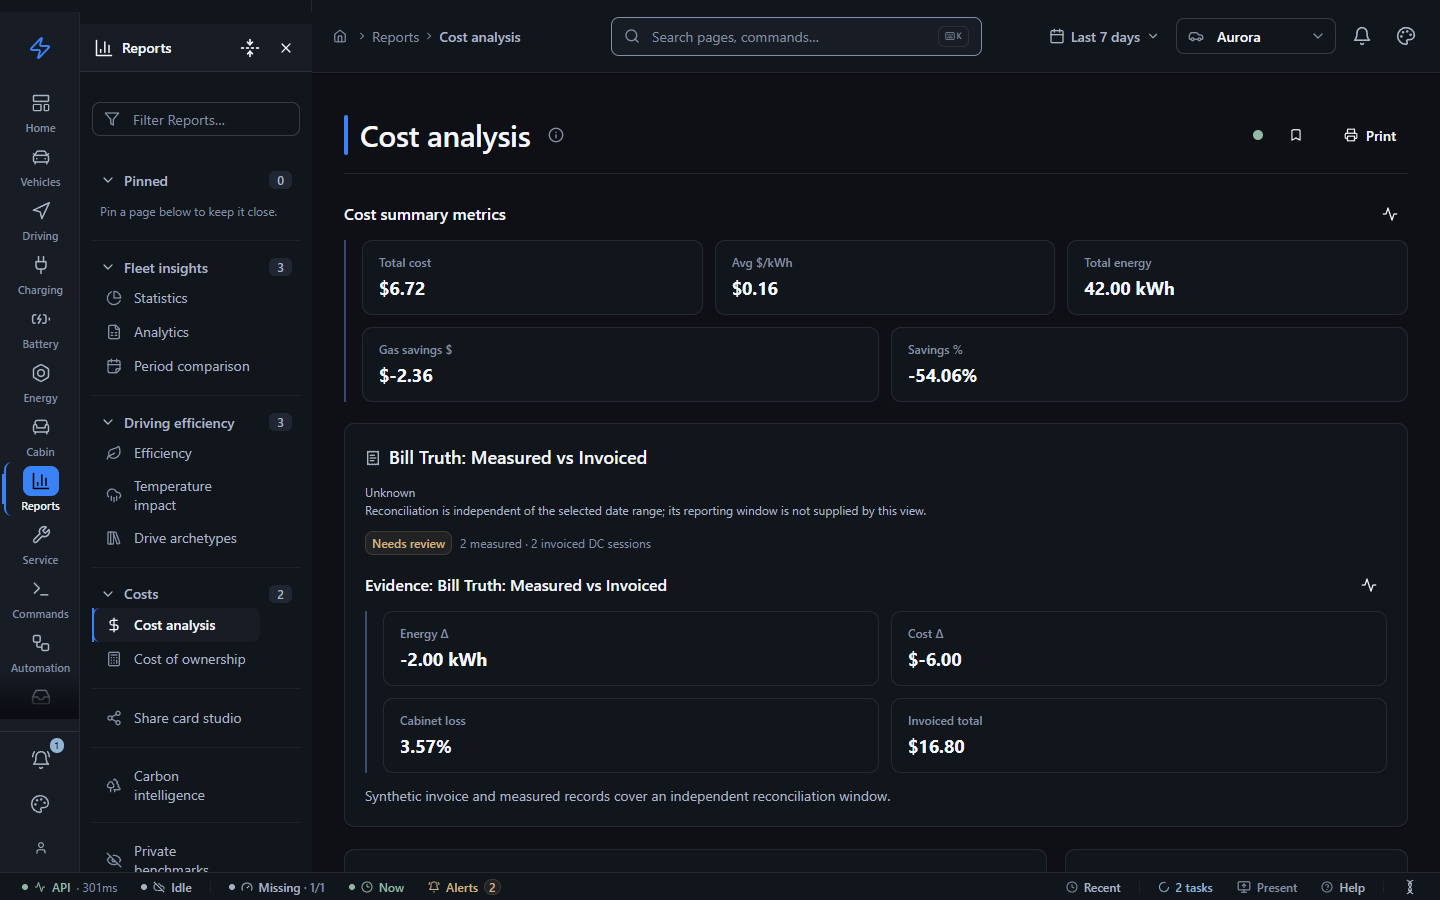 Home
Vehicles
Driving
Charging
Battery
Energy
Cabin
Reports
Service
Commands
Automation
1
Reports
Filter Reports...
Pinned 0
Pin a page below to keep it close.
Fleet insights 3
Statistics
Analytics
Period comparison
Driving efficiency 3
Efficiency
Temperature
impact
Drive archetypes
Costs 2
Cost analysis
Cost of ownership
Share card studio
Carbon
intelligence
Private
benchmarks
Reports Cost analysis
Search pages, commands... K
Last 7 days
Aurora
Cost analysis
Print
Cost summary metrics
Total cost
$6.72
Avg $/kWh
$0.16
Total energy
42.00 kWh
Gas savings $
$-2.36
Savings %
-54.06%
Bill Truth: Measured vs Invoiced
Unknown
Reconciliation is independent of the selected date range; its reporting window is not supplied by this view.
Needs review 2 measured · 2 invoiced DC sessions
Evidence: Bill Truth: Measured vs Invoiced
Energy Δ
-2.00 kWh
Cost Δ
$-6.00
Cabinet loss
3.57%
Invoiced total
$16.80
Synthetic invoice and measured records cover an independent reconciliation window.
API · 301ms Idle Missing · 1/1 Now Alerts 2 Recent 2 tasks Present Help